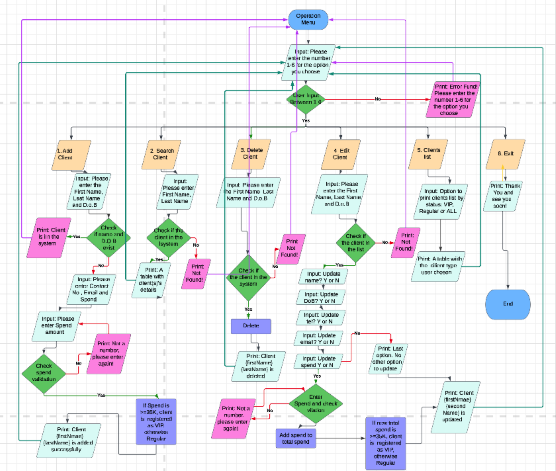 Operation
Menu
Input: Please
enter the number
1-6 for the option
you choose
User Input
Between 1-6
No
Print: Error Fund!
Please enter the
number 1-6 for
the option you
choose
Yes
1. Add
Client
2. Search
Client
3. Delete
Client
4. Edit
Client
5. Clients
list
6. Exit
Input: Please
enter the
First Name,
Last Name
and D.o.B
Input:
Please enter
First Name,
Last Name
Input: Please enter
the First Name, Last
Name and D.o.B
Input: Please
enter the First
Name, Last Name
and D.o.B
Input: Option to
print clients list by
status: VIP,
Regular or ALL
Print: Thank
You and
see you
soon!
Print: Client
is in the
system
Yes
Check
if name and
D.O.B
exist
No
Check if
the client in the
system
No
Yes
Print:
Not
Found!
Print: A
table with
client(s)'s
details
Print:
Not
Found!
No
Check if
the client in the
system
Yes
Delete
Print: Client
[firstName]
[lastName] is
deleted
Check if
the client in
the list
No
Yes
Print:
Not
Found!
Print: A table with
the client type
user chosen
End
Input: Please
enter Contact No.,
Email and
Spend
Input: Please
enter Spend
amount
Print: Not a
number,
please enter
again!
Check
spend
validation
No
Yes
Input: Update
name? Y or N
Input: Update
DoB? Y or N
Input: Update
tel? Y or N
Input: Update
email? Y or N
Input: Update
spend Y or N
No
Print: Last
option. No
other option
to update
Yes
Enter
Spend and check
No
Print: Not a
number,
please enter
again!
Add spend to
total spend
If new total
spend is
client is
registered
as VIP,
otherwise
Regular
Print: Client
[second
Name] is
updated
If Spend is
client
is registered
as VIP,
otherwise
Regular
Print: Client
[lastName] is added
successfully